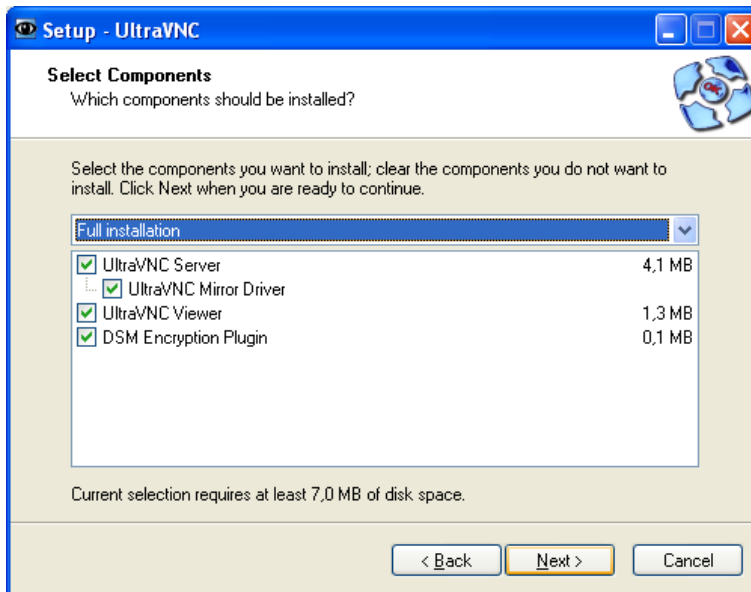 Setup - UltraVNC
Select Components
Which components should be installed?
OK
Select the components you want to install; clear the components you do not want to
install. Click Next when you are ready to continue.
Full installation
UltraVNC Server 4,1 MB
UltraVNC Mirror Driver
UltraVNC Viewer 1,3 MB
DSM Encryption Plugin 0,1 MB
Current selection requires at least 7,0 MB of disk space.
< Back Next > Cancel